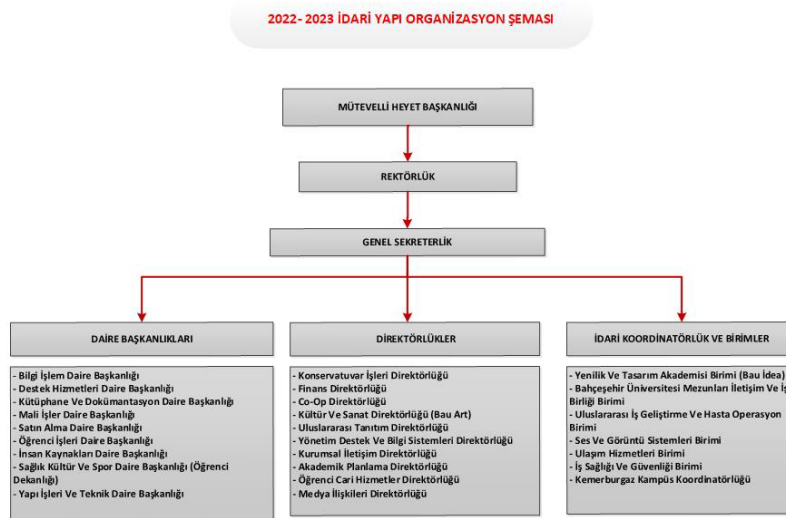 2022- 2023 İDARİ YAPI ORGANİZASYON ŞEMASI
MÜTEVELLİ HEYET BAŞKANLIĞI
REKTÖRLÜK
GENEL SEKRETERLİK
DAİRE BAŞKANLIKLARI
- Bilgi İşlem Daire Başkanlığı
- Destek Hizmetleri Daire Başkanlığı
- Kütüphane Ve Dokümantasyon Daire Başkanlığı
- Mali İşler Daire Başkanlığı
- Satın Alma Daire Başkanlığı
- Öğrenci İşleri Daire Başkanlığı
- İnsan Kaynakları Daire Başkanlığı
- Sağlık Kültür Ve Spor Daire Başkanlığı (Öğrenci
Dekanlığı)
- Yapı İşleri Ve Teknik Daire Başkanlığı
DİREKTÖRLÜKLER
- Konservatuvar İşleri Direktörlüğü
- Finans Direktörlüğü
- Co-Op Direktörlüğü
- Kültür Ve Sanat Direktörlüğü (Bau Art)
- Uluslararası Tanıtım Direktörlüğü
- Yönetim Destek Ve Bilgi Sistemleri Direktörlüğü
- Kurumsal İletişim Direktörlüğü
- Akademik Planlama Direktörlüğü
- Öğrenci Cari Hizmetler Direktörlüğü
- Medya İlişkileri Direktörlüğü
İDARİ KOORDİNATÖRLÜK VE BİRİMLER
- Yenilik Ve Tasarım Akademisi Birimi (Bau İdea)
- Bahçeşehir Üniversitesi Mezunları İletişim Ve İş
Birliği Birimi
- Uluslararası İş Geliştirme Ve Hasta Operasyon
Birimi
- Ses Ve Görüntü Sistemleri Birimi
- Ulaşım Hizmetleri Birimi
- İş Sağlığı Ve Güvenliği Birimi
- Kemerburgaz Kampüs Koordinatörlüğü